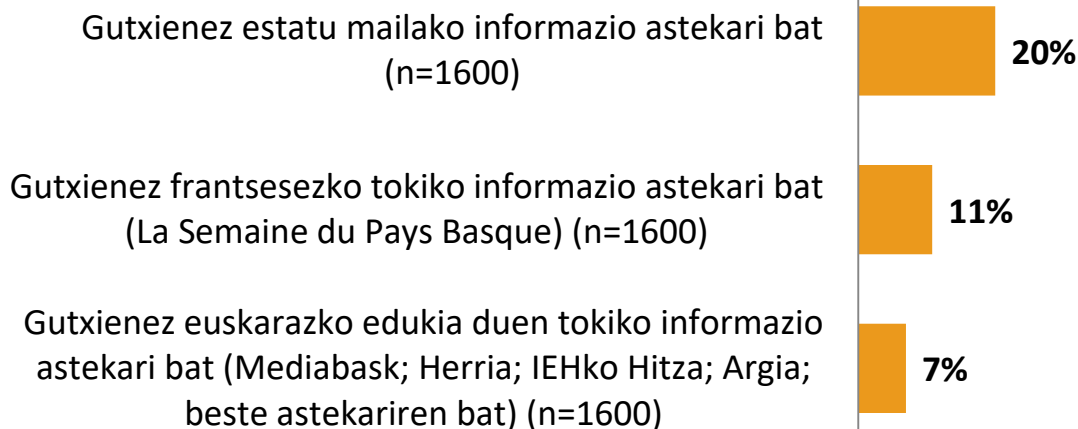 Gutxienez estatu mailako informazio astekari bat
(n=1600)
20%
Gutxienez frantsesezko tokiko informazio astekari bat
(La Semaine du Pays Basque) (n=1600)
11%
Gutxienez euskarazko edukia duen tokiko informazio
astekari bat (Mediabask; Herria; IEHko Hitza; Argia;
beste astekariren bat) (n=1600)
7%